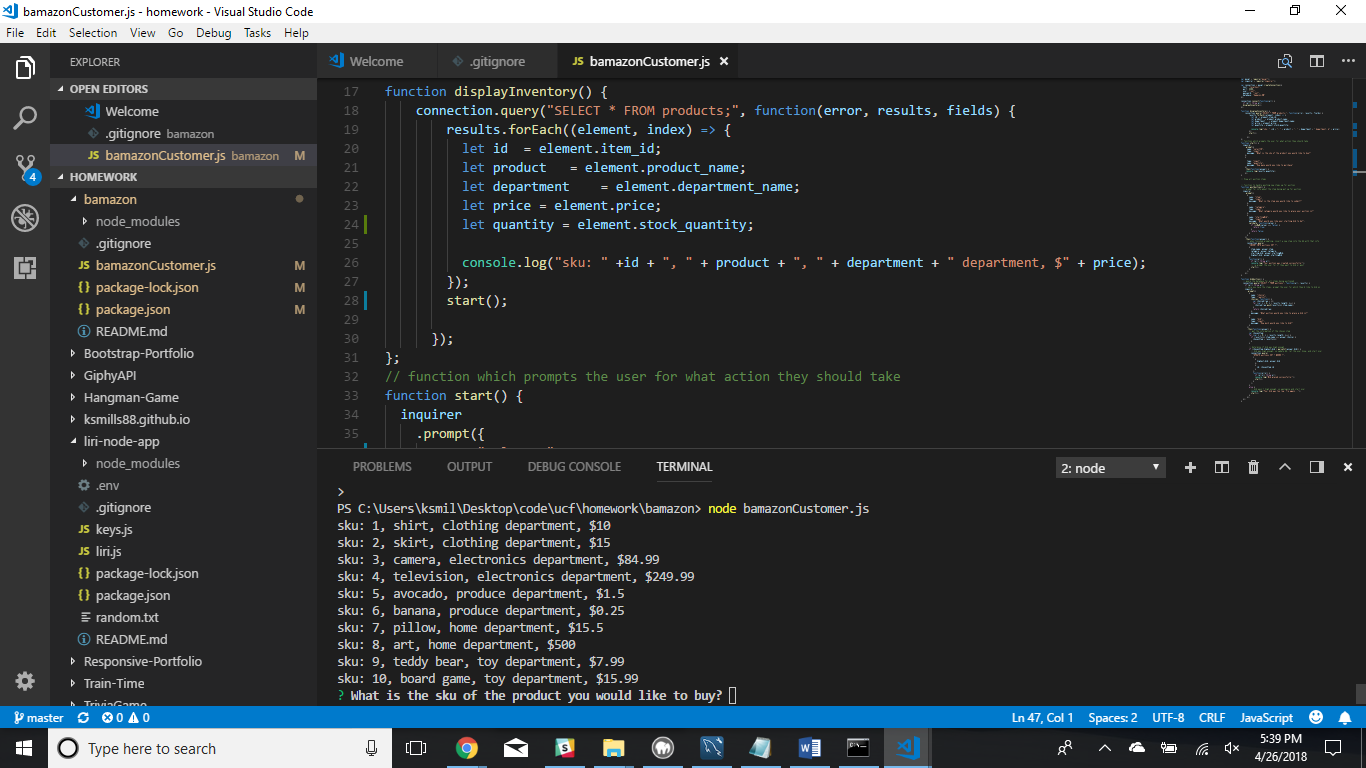 bamazonCustomer.js - homework - Visual Studio Code
File Edit Selection View Go Debug Tasks Help
EXPLORER
OPEN EDITORS
Welcome
.gitignore bamazon
JS bamazonCustomer.js bamazon M
HOMEWORK
bamazon
node_modules
.gitignore
JS bamazonCustomer.js M
{} package-lock.json M
{} package.json M
README.md
Bootstrap-Portfolio
GiphyAPI
Hangman-Game
ksmills88.github.io
liri-node-app
node_modules
.env
.gitignore
JS keys.js
JS liri.js
{} package-lock.json
{} package.json
random.txt
README.md
Responsive-Portfolio
Train-Time
TriviaGame
4
Welcome .gitignore JS bamazonCustomer.js
17 function displayInventory() {
18 connection.query("SELECT * FROM products;", function(error, results, fields) {
19 results.forEach((element, index) => {
20 let id  = element.item_id;
21 let product   = element.product_name;
22 let department    = element.department_name;
23 let price = element.price;
24 let quantity = element.stock_quantity;
25
26 console.log("sku: " +id + ", " + product + ", " + department + " department, $" + price);
27 });
28 start();
29
30 });
31 };
32 // function which prompts the user for what action they should take
33 function start() {
34 inquirer
35 .prompt({
PROBLEMS OUTPUT DEBUG CONSOLE TERMINAL 2: node
>
PS C:\Users\ksmil\Desktop\code\ucf\homework\bamazon> node bamazonCustomer.js
sku: 1, shirt, clothing department, $10
sku: 2, skirt, clothing department, $15
sku: 3, camera, electronics department, $84.99
sku: 4, television, electronics department, $249.99
sku: 5, avocado, produce department, $1.5
sku: 6, banana, produce department, $0.25
sku: 7, pillow, home department, $15.5
sku: 8, art, home department, $500
sku: 9, teddy bear, toy department, $7.99
sku: 10, board game, toy department, $15.99
? What is the sku of the product you would like to buy?
master 0 0 Ln 47, Col 1 Spaces: 2 UTF-8 CRLF JavaScript
Type here to search
5:39 PM
4/26/2018